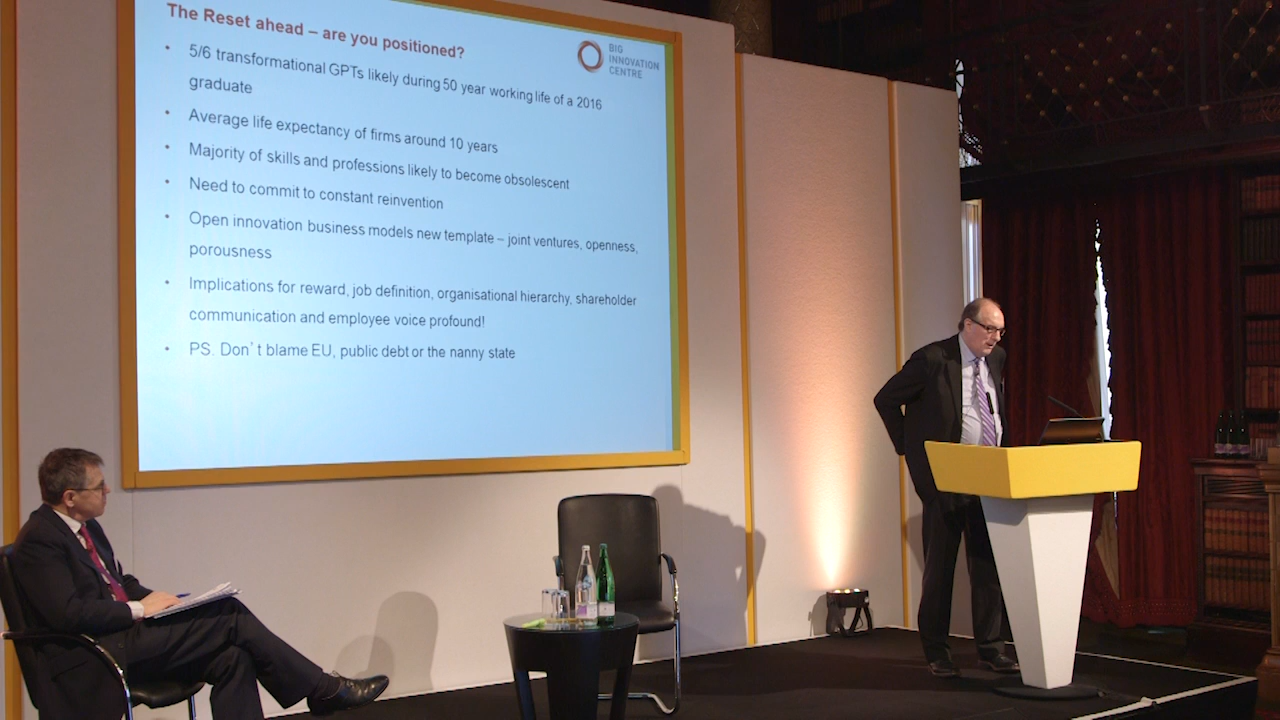 The Reset ahead – are you positioned?
BIG
INNOVATION
CENTRE
• 5/6 transformational GPTs likely during 50 year working life of a 2016
graduate
• Average life expectancy of firms around 10 years
• Majority of skills and professions likely to become obsolescent
• Need to commit to constant reinvention
• Open innovation business models new template – joint ventures, openness,
porousness
• Implications for reward, job definition, organisational hierarchy, shareholder
communication and employee voice profound!
• PS. Don't blame EU, public debt or the nanny state